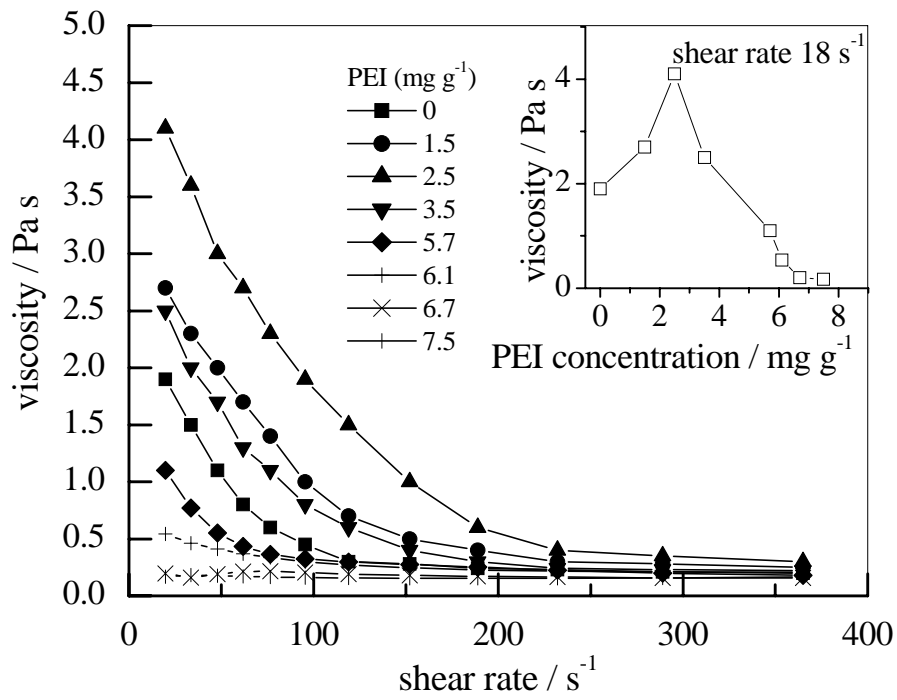 5.0
4.5
4.0
3.5
3.0
2.5
2.0
1.5
1.0
0.5
0.0
viscosity / Pa s
0 100 200 300 400
shear rate / s⁻¹
PEI (mg g⁻¹)
0
1.5
2.5
3.5
5.7
6.1
6.7
7.5
shear rate 18 s⁻¹
4
2
0
viscosity / Pa s
0 2 4 6 8
PEI concentration / mg g⁻¹